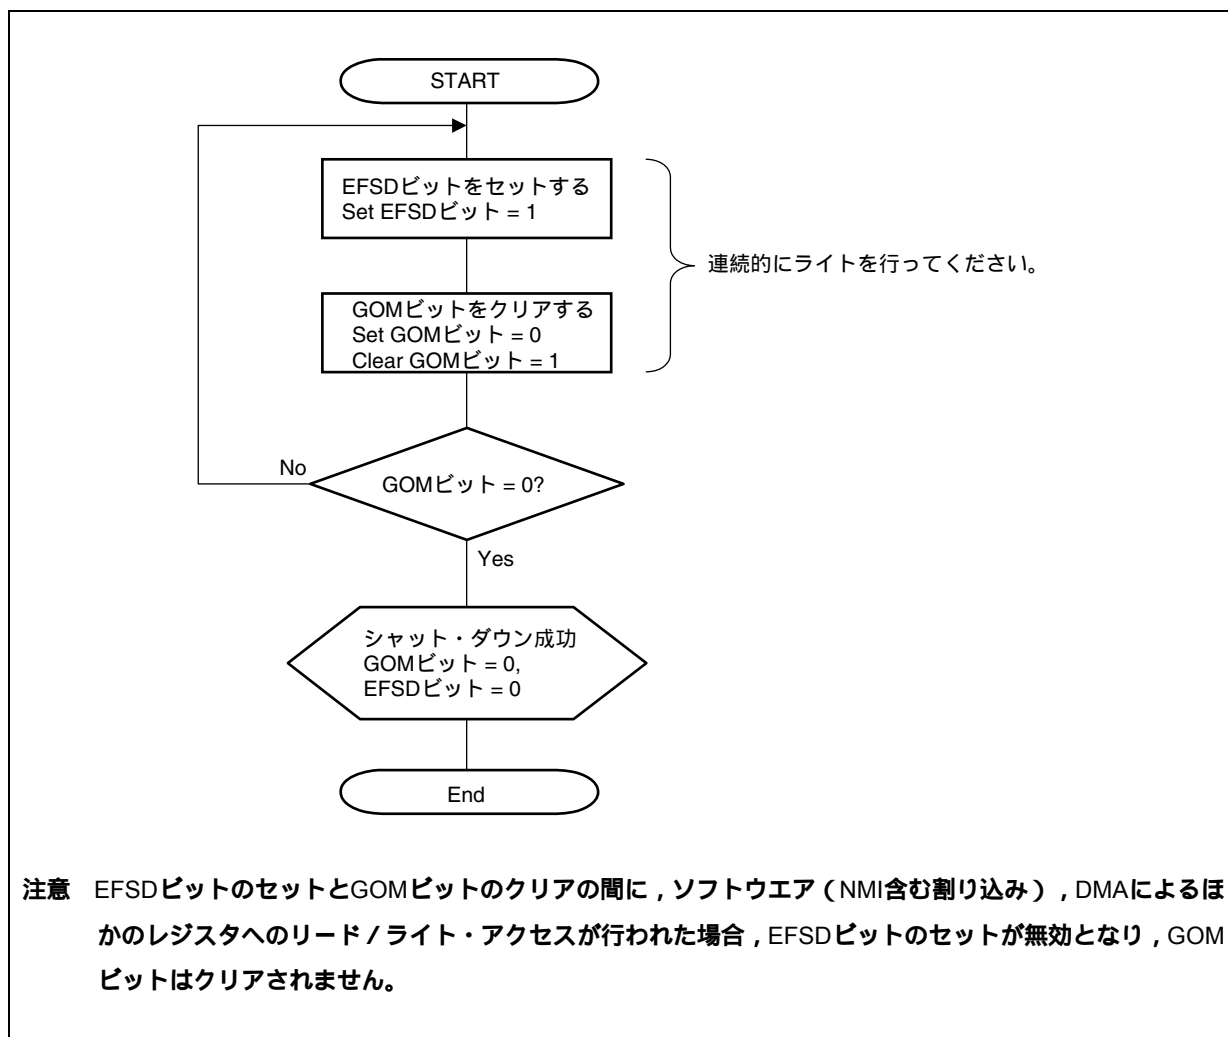 START
EFSDビットをセットする
Set EFSDビット = 1
連続的にライトを行ってください。
GOMビットをクリアする
Set GOMビット = 0
Clear GOMビット = 1
No
GOMビット = 0?
Yes
シャット・ダウン成功
GOMビット = 0,
EFSDビット = 0
End
注意　EFSDビットのセットとGOMビットのクリアの間に，ソフトウエア（NMI含む割り込み），DMAによるほ
かのレジスタへのリード／ライト・アクセスが行われた場合，EFSDビットのセットが無効となり，GOM
ビットはクリアされません。